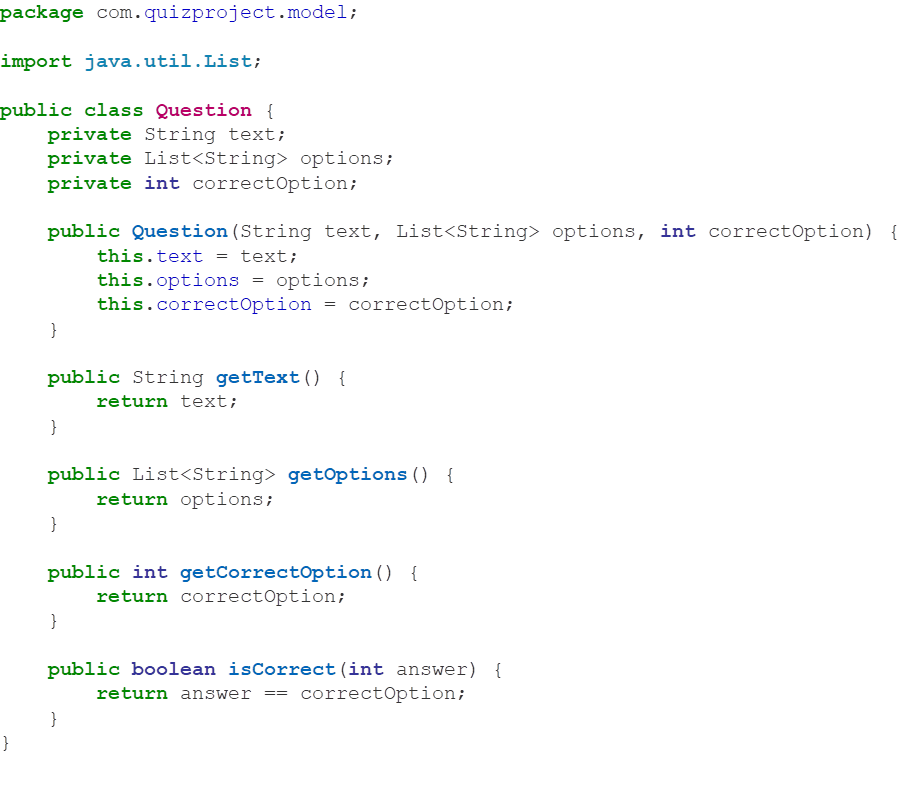 package com.quizproject.model;

import java.util.List;

public class Question {
    private String text;
    private List<String> options;
    private int correctOption;

    public Question(String text, List<String> options, int correctOption) {
        this.text = text;
        this.options = options;
        this.correctOption = correctOption;
    }

    public String getText() {
        return text;
    }

    public List<String> getOptions() {
        return options;
    }

    public int getCorrectOption() {
        return correctOption;
    }

    public boolean isCorrect(int answer) {
        return answer == correctOption;
    }
}